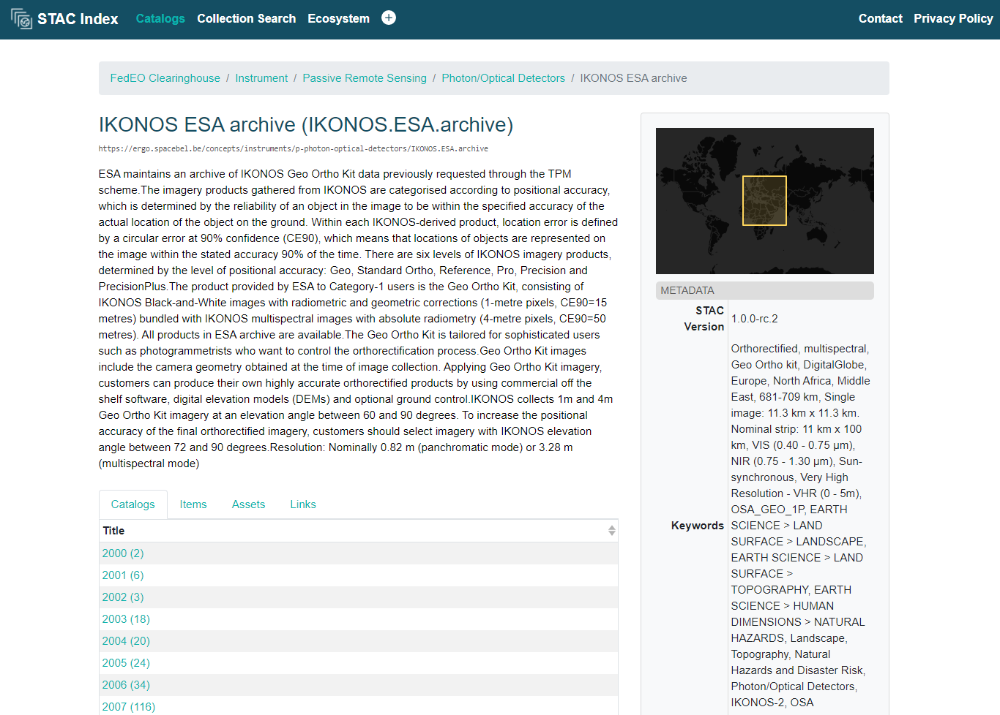 STAC Index Catalogs Collection Search Ecosystem Contact Privacy Policy
FedEO Clearinghouse / Instrument / Passive Remote Sensing / Photon/Optical Detectors / IKONOS ESA archive
IKONOS ESA archive (IKONOS.ESA.archive)
https://ergo.spacebel.be/concepts/instruments/p-photon-optical-detectors/IKONOS.ESA.archive
ESA maintains an archive of IKONOS Geo Ortho Kit data previously requested through the TPM
scheme.The imagery products gathered from IKONOS are categorised according to positional accuracy,
which is determined by the reliability of an object in the image to be within the specified accuracy of the
actual location of the object on the ground. Within each IKONOS-derived product, location error is defined
by a circular error at 90% confidence (CE90), which means that locations of objects are represented on
the image within the stated accuracy 90% of the time. There are six levels of IKONOS imagery products,
determined by the level of positional accuracy: Geo, Standard Ortho, Reference, Pro, Precision and
PrecisionPlus.The product provided by ESA to Category-1 users is the Geo Ortho Kit, consisting of
IKONOS Black-and-White images with radiometric and geometric corrections (1-metre pixels, CE90=15
metres) bundled with IKONOS multispectral images with absolute radiometry (4-metre pixels, CE90=50
metres). All products in ESA archive are available.The Geo Ortho Kit is tailored for sophisticated users
such as photogrammetrists who want to control the orthorectification process.Geo Ortho Kit images
include the camera geometry obtained at the time of image collection. Applying Geo Ortho Kit imagery,
customers can produce their own highly accurate orthorectified products by using commercial off the
shelf software, digital elevation models (DEMs) and optional ground control.IKONOS collects 1m and 4m
Geo Ortho Kit imagery at an elevation angle between 60 and 90 degrees. To increase the positional
accuracy of the final orthorectified imagery, customers should select imagery with IKONOS elevation
angle between 72 and 90 degrees.Resolution: Nominally 0.82 m (panchromatic mode) or 3.28 m
(multispectral mode)
Catalogs Items Assets Links
Title
2000 (2)
2001 (6)
2002 (3)
2003 (18)
2004 (20)
2005 (24)
2006 (34)
2007 (116)
METADATA
STAC
Version
1.0.0-rc.2
Keywords
Orthorectified, multispectral,
Geo Ortho kit, DigitalGlobe,
Europe, North Africa, Middle
East, 681-709 km, Single
image: 11.3 km x 11.3 km.
Nominal strip: 11 km x 100
km, VIS (0.40 - 0.75 µm),
NIR (0.75 - 1.30 µm), Sun-
synchronous, Very High
Resolution - VHR (0 - 5m),
OSA_GEO_1P, EARTH
SCIENCE > LAND
SURFACE > LANDSCAPE,
EARTH SCIENCE > LAND
SURFACE >
TOPOGRAPHY, EARTH
SCIENCE > HUMAN
DIMENSIONS > NATURAL
HAZARDS, Landscape,
Topography, Natural
Hazards and Disaster Risk,
Photon/Optical Detectors,
IKONOS-2, OSA